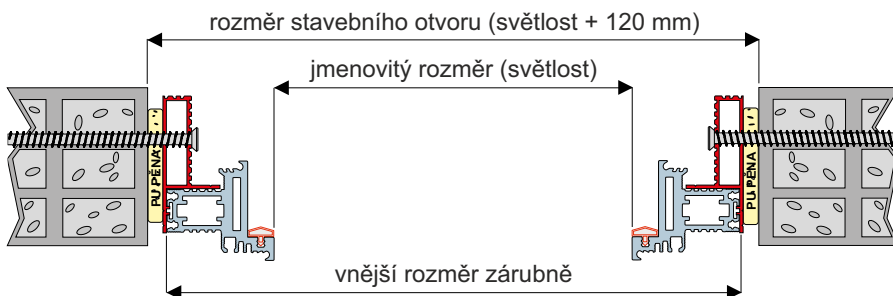 rozměr stavebního otvoru (světlost + 120 mm)
jmenovitý rozměr (světlost)
PU PĚNA
PU PĚNA
vnější rozměr zárubně